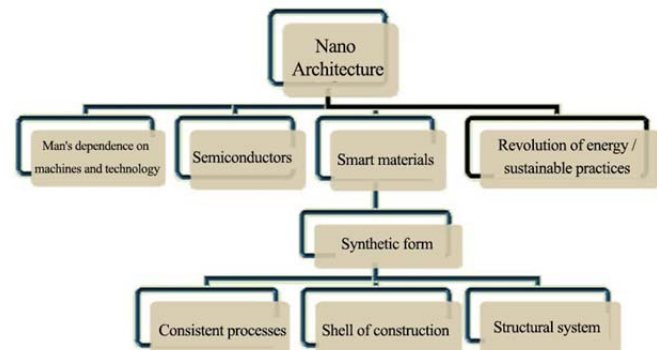 Nano
Architecture
Man's dependence on
machines and technology
Semiconductors
Smart materials
Revolution of energy /
sustainable practices
Synthetic form
Consistent processes
Shell of construction
Structural system